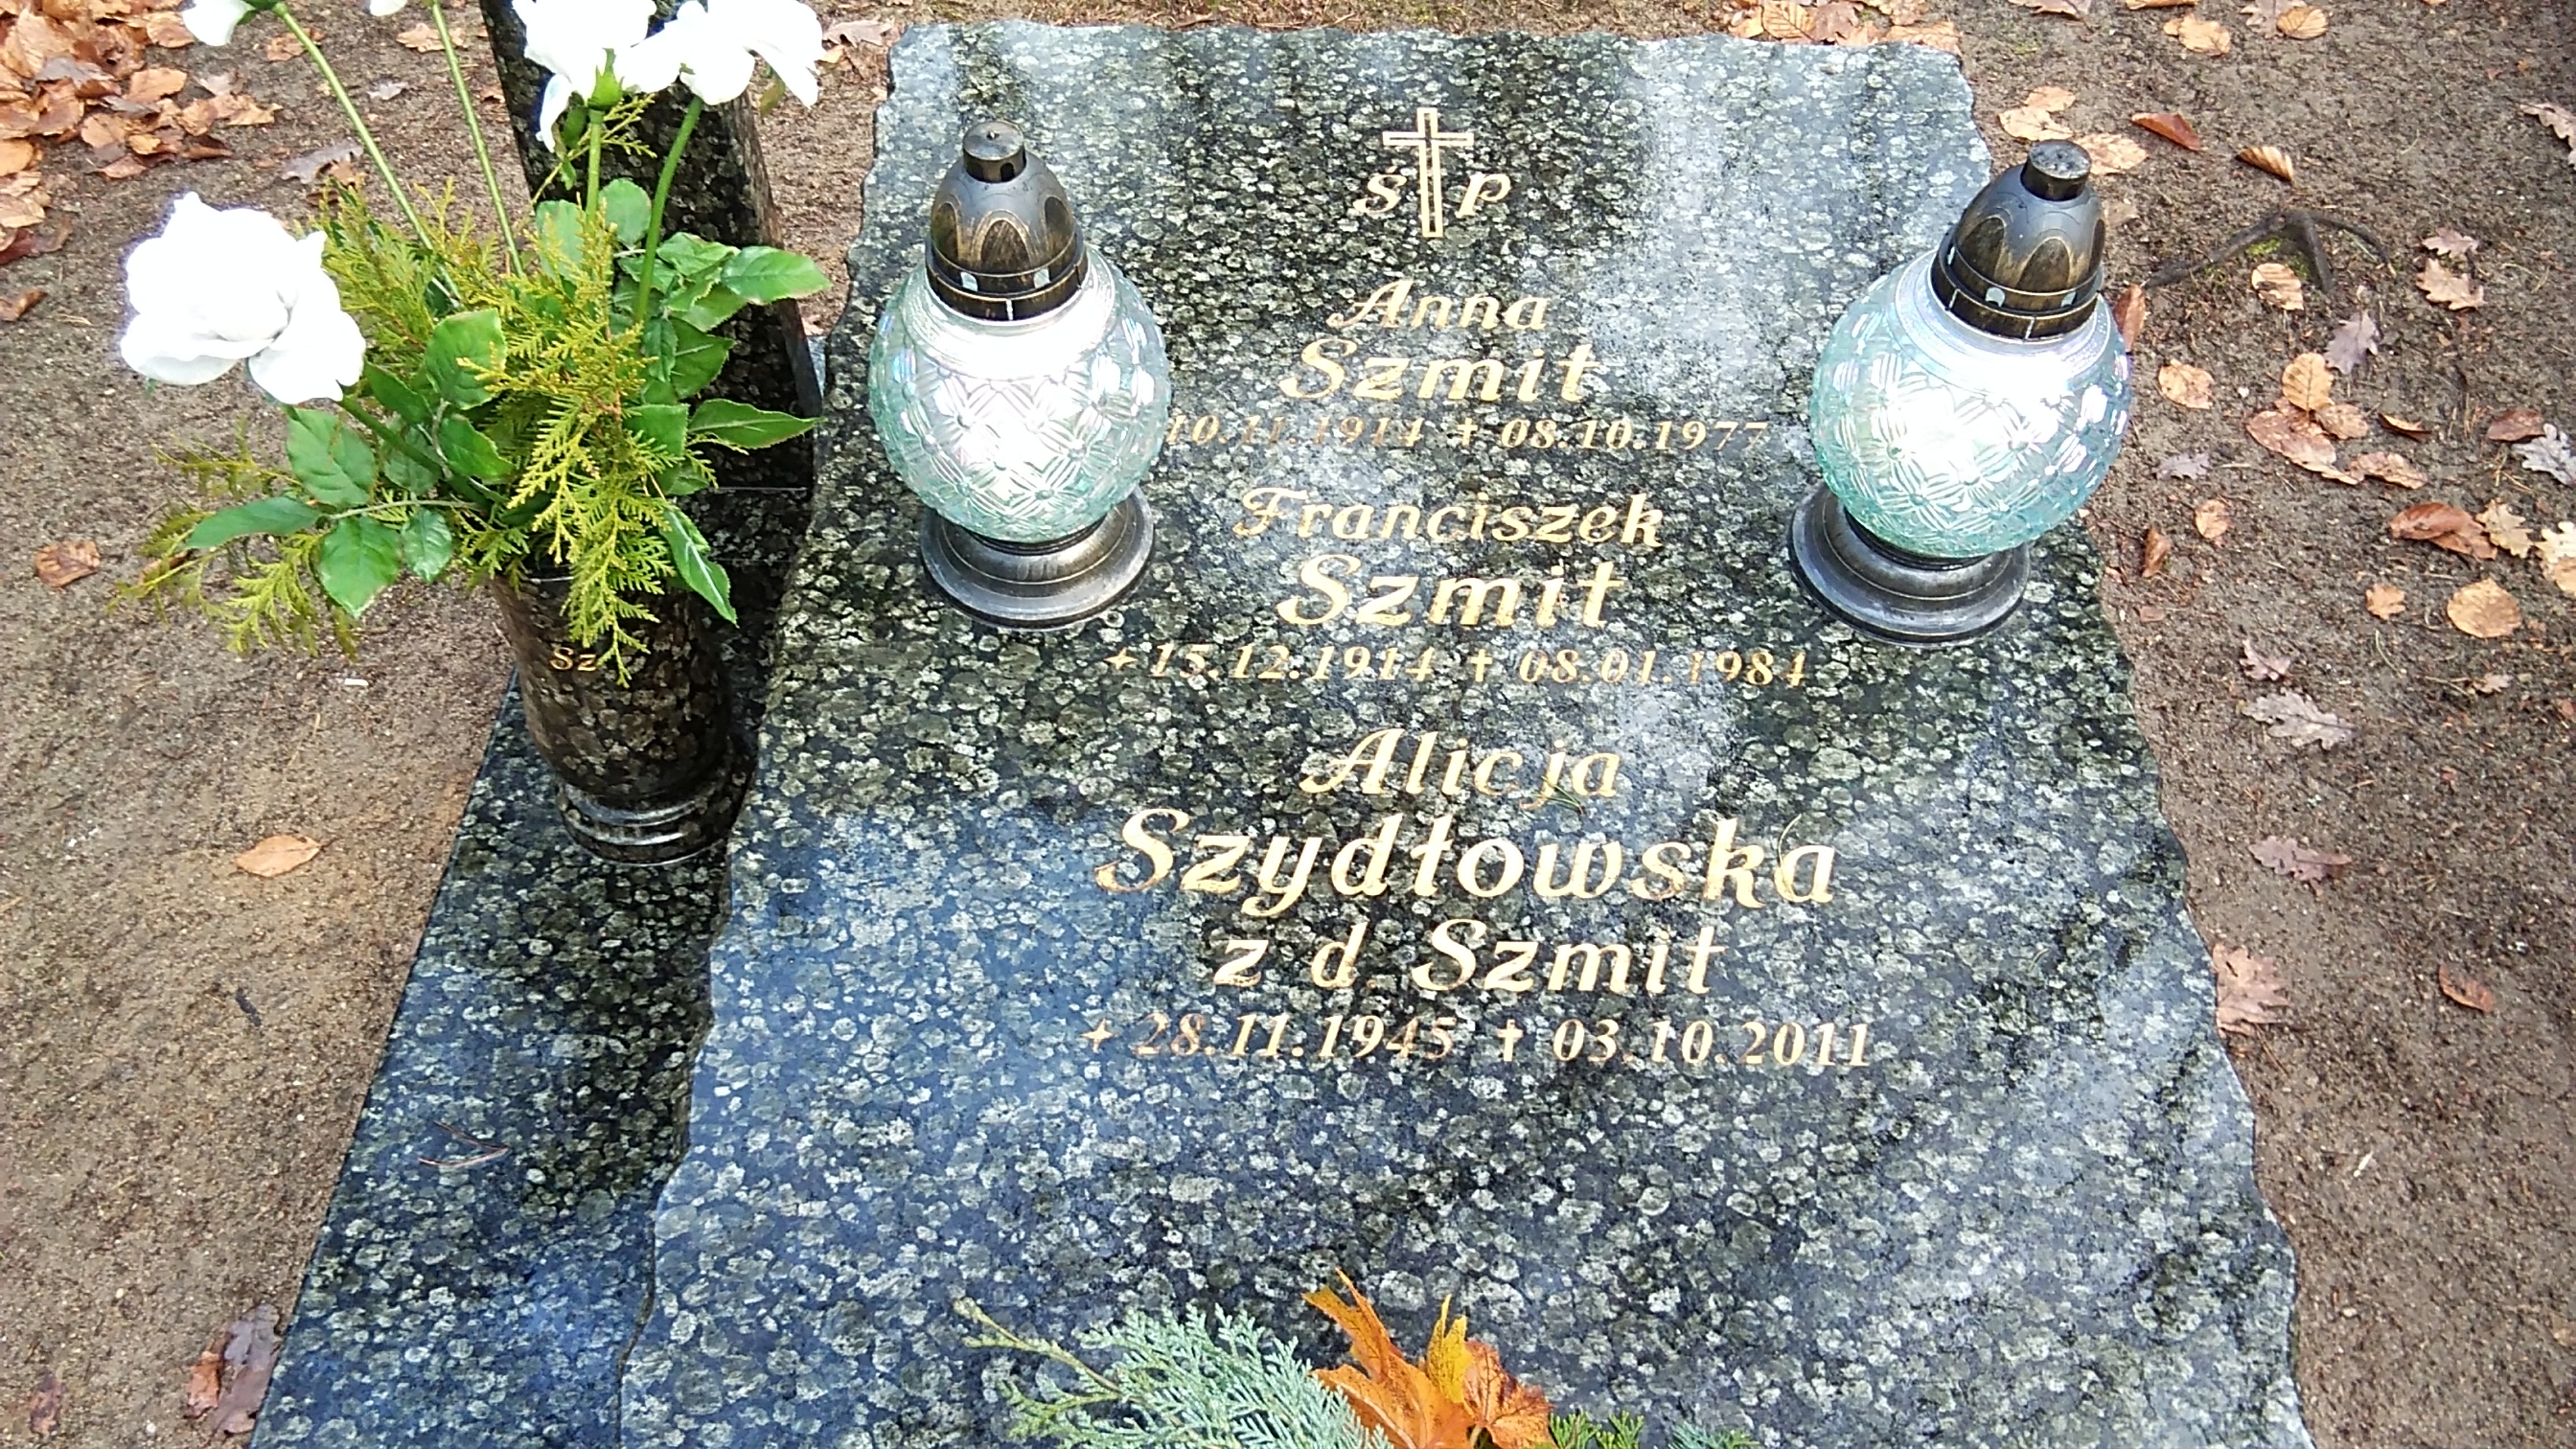 ś p
Anna
Szmit
10.11.1914 † 08.10.1977
Franciszek
Szmit
+ 15.12.1914 † 08.01.1984
Alicja
Szydłowska
z d. Szmit
+ 28.11.1945 † 03.10.2011
Sz